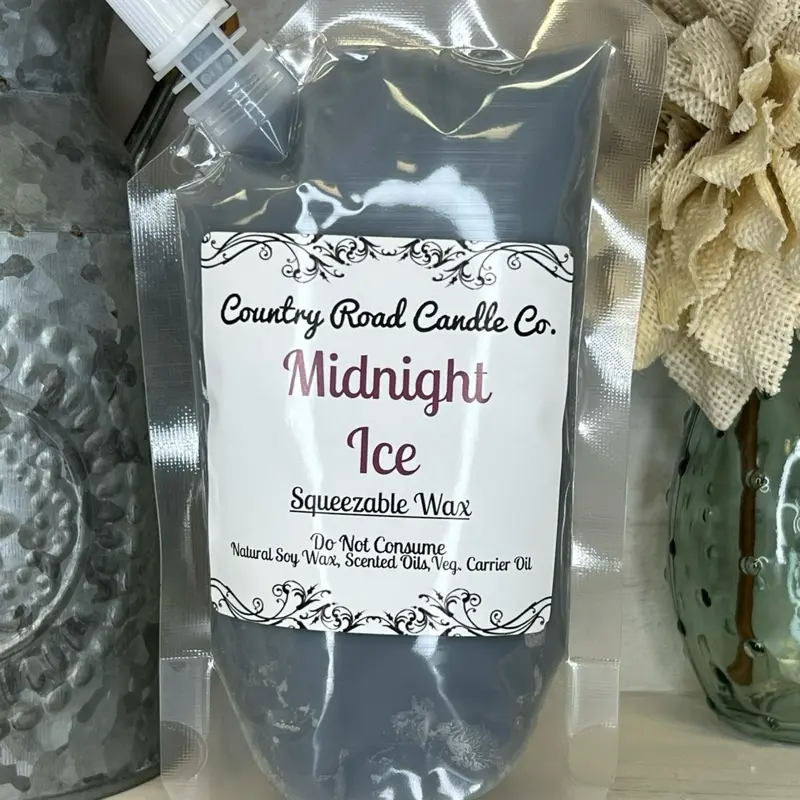 Country Road Candle Co.
Midnight
Ice
Squeezable Wax
Do Not Consume
Natural Soy Wax, Scented Oils,Veg. Carrier Oil